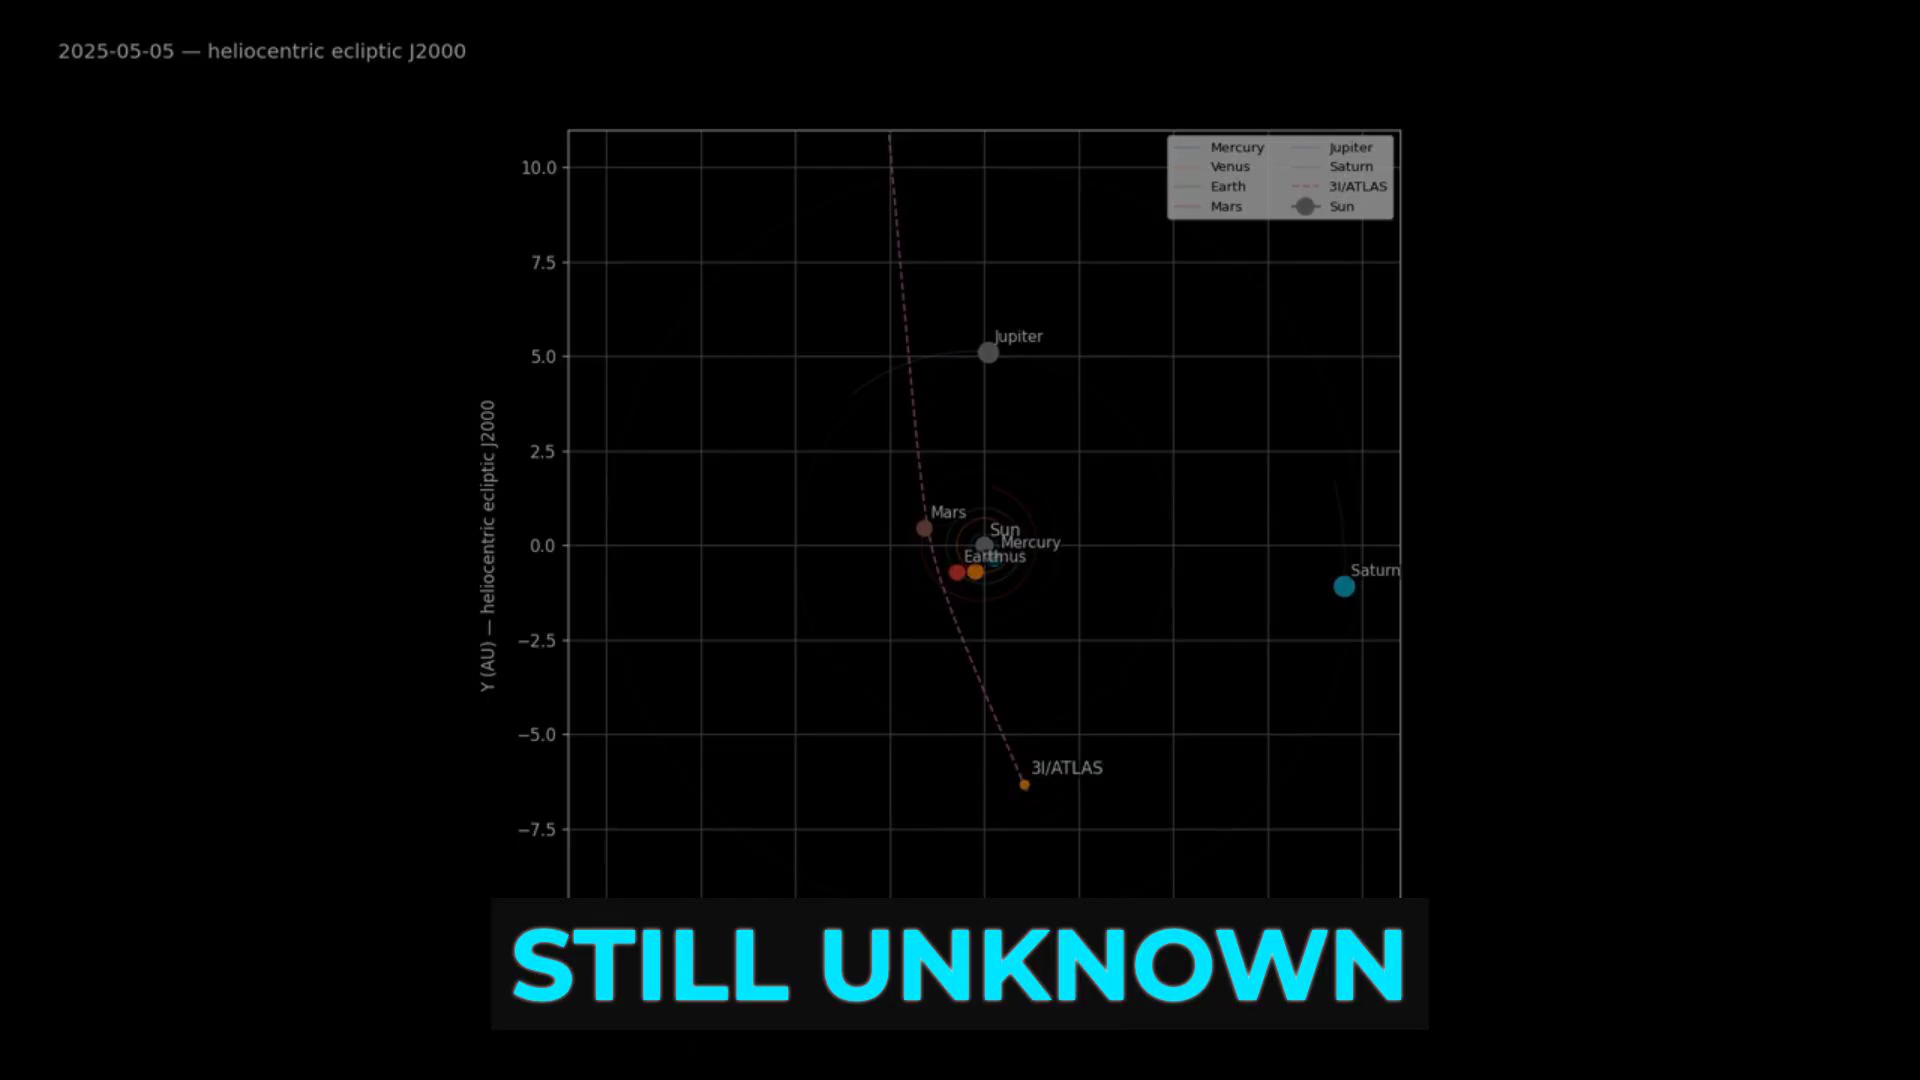 2025-05-05 — heliocentric ecliptic J2000
Mercury
Venus
Earth
Mars
Jupiter
Saturn
3I/ATLAS
Sun
10.0
7.5
5.0
2.5
0.0
−2.5
−5.0
−7.5
Y (AU) — heliocentric ecliptic J2000
Jupiter
Mars
Sun
Mercury
Earth
Saturn
3I/ATLAS
STILL UNKNOWN